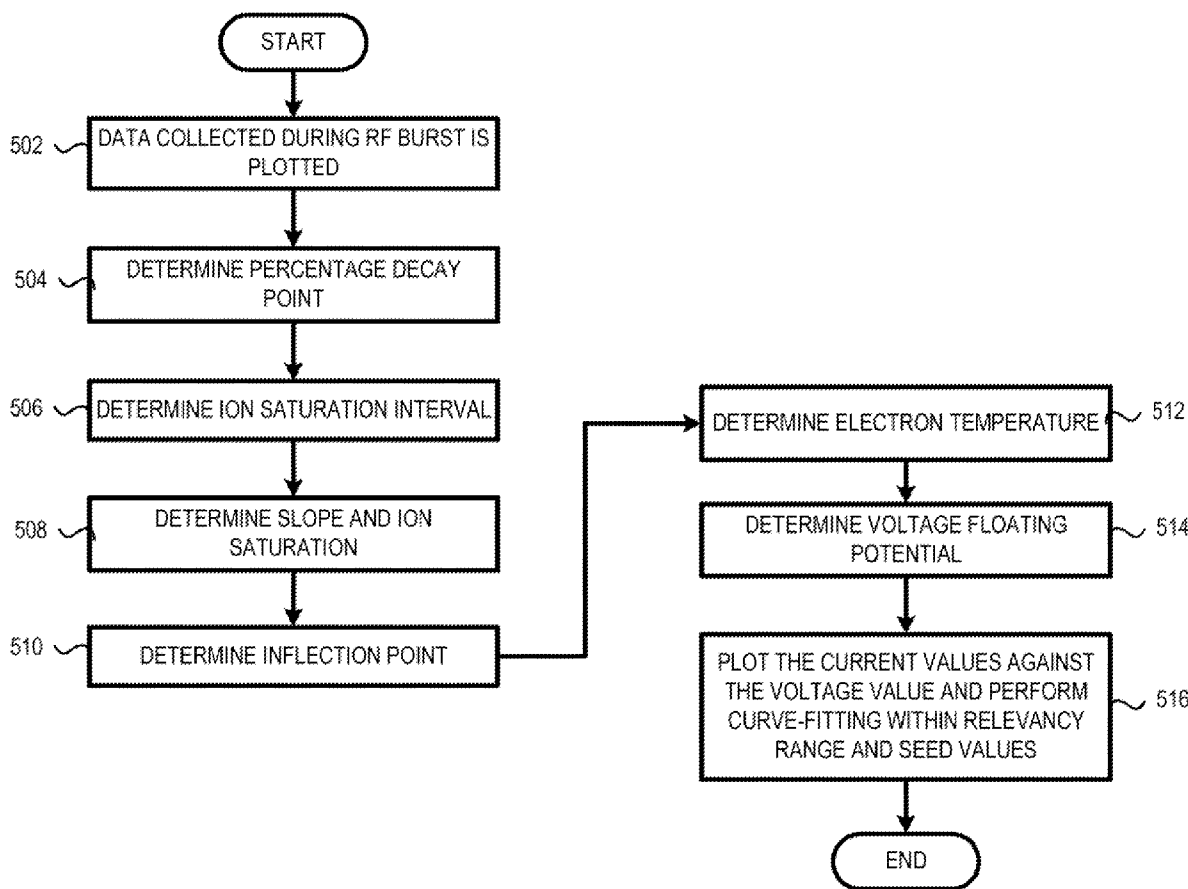 START
502
DATA COLLECTED DURING RF BURST IS
PLOTTED
504
DETERMINE PERCENTAGE DECAY
POINT
506
DETERMINE ION SATURATION INTERVAL
508
DETERMINE SLOPE AND ION
SATURATION
510
DETERMINE INFLECTION POINT
DETERMINE ELECTRON TEMPERATURE
512
DETERMINE VOLTAGE FLOATING
POTENTIAL
514
PLOT THE CURRENT VALUES AGAINST
THE VOLTAGE VALUE AND PERFORM
CURVE-FITTING WITHIN RELEVANCY
RANGE AND SEED VALUES
516
END